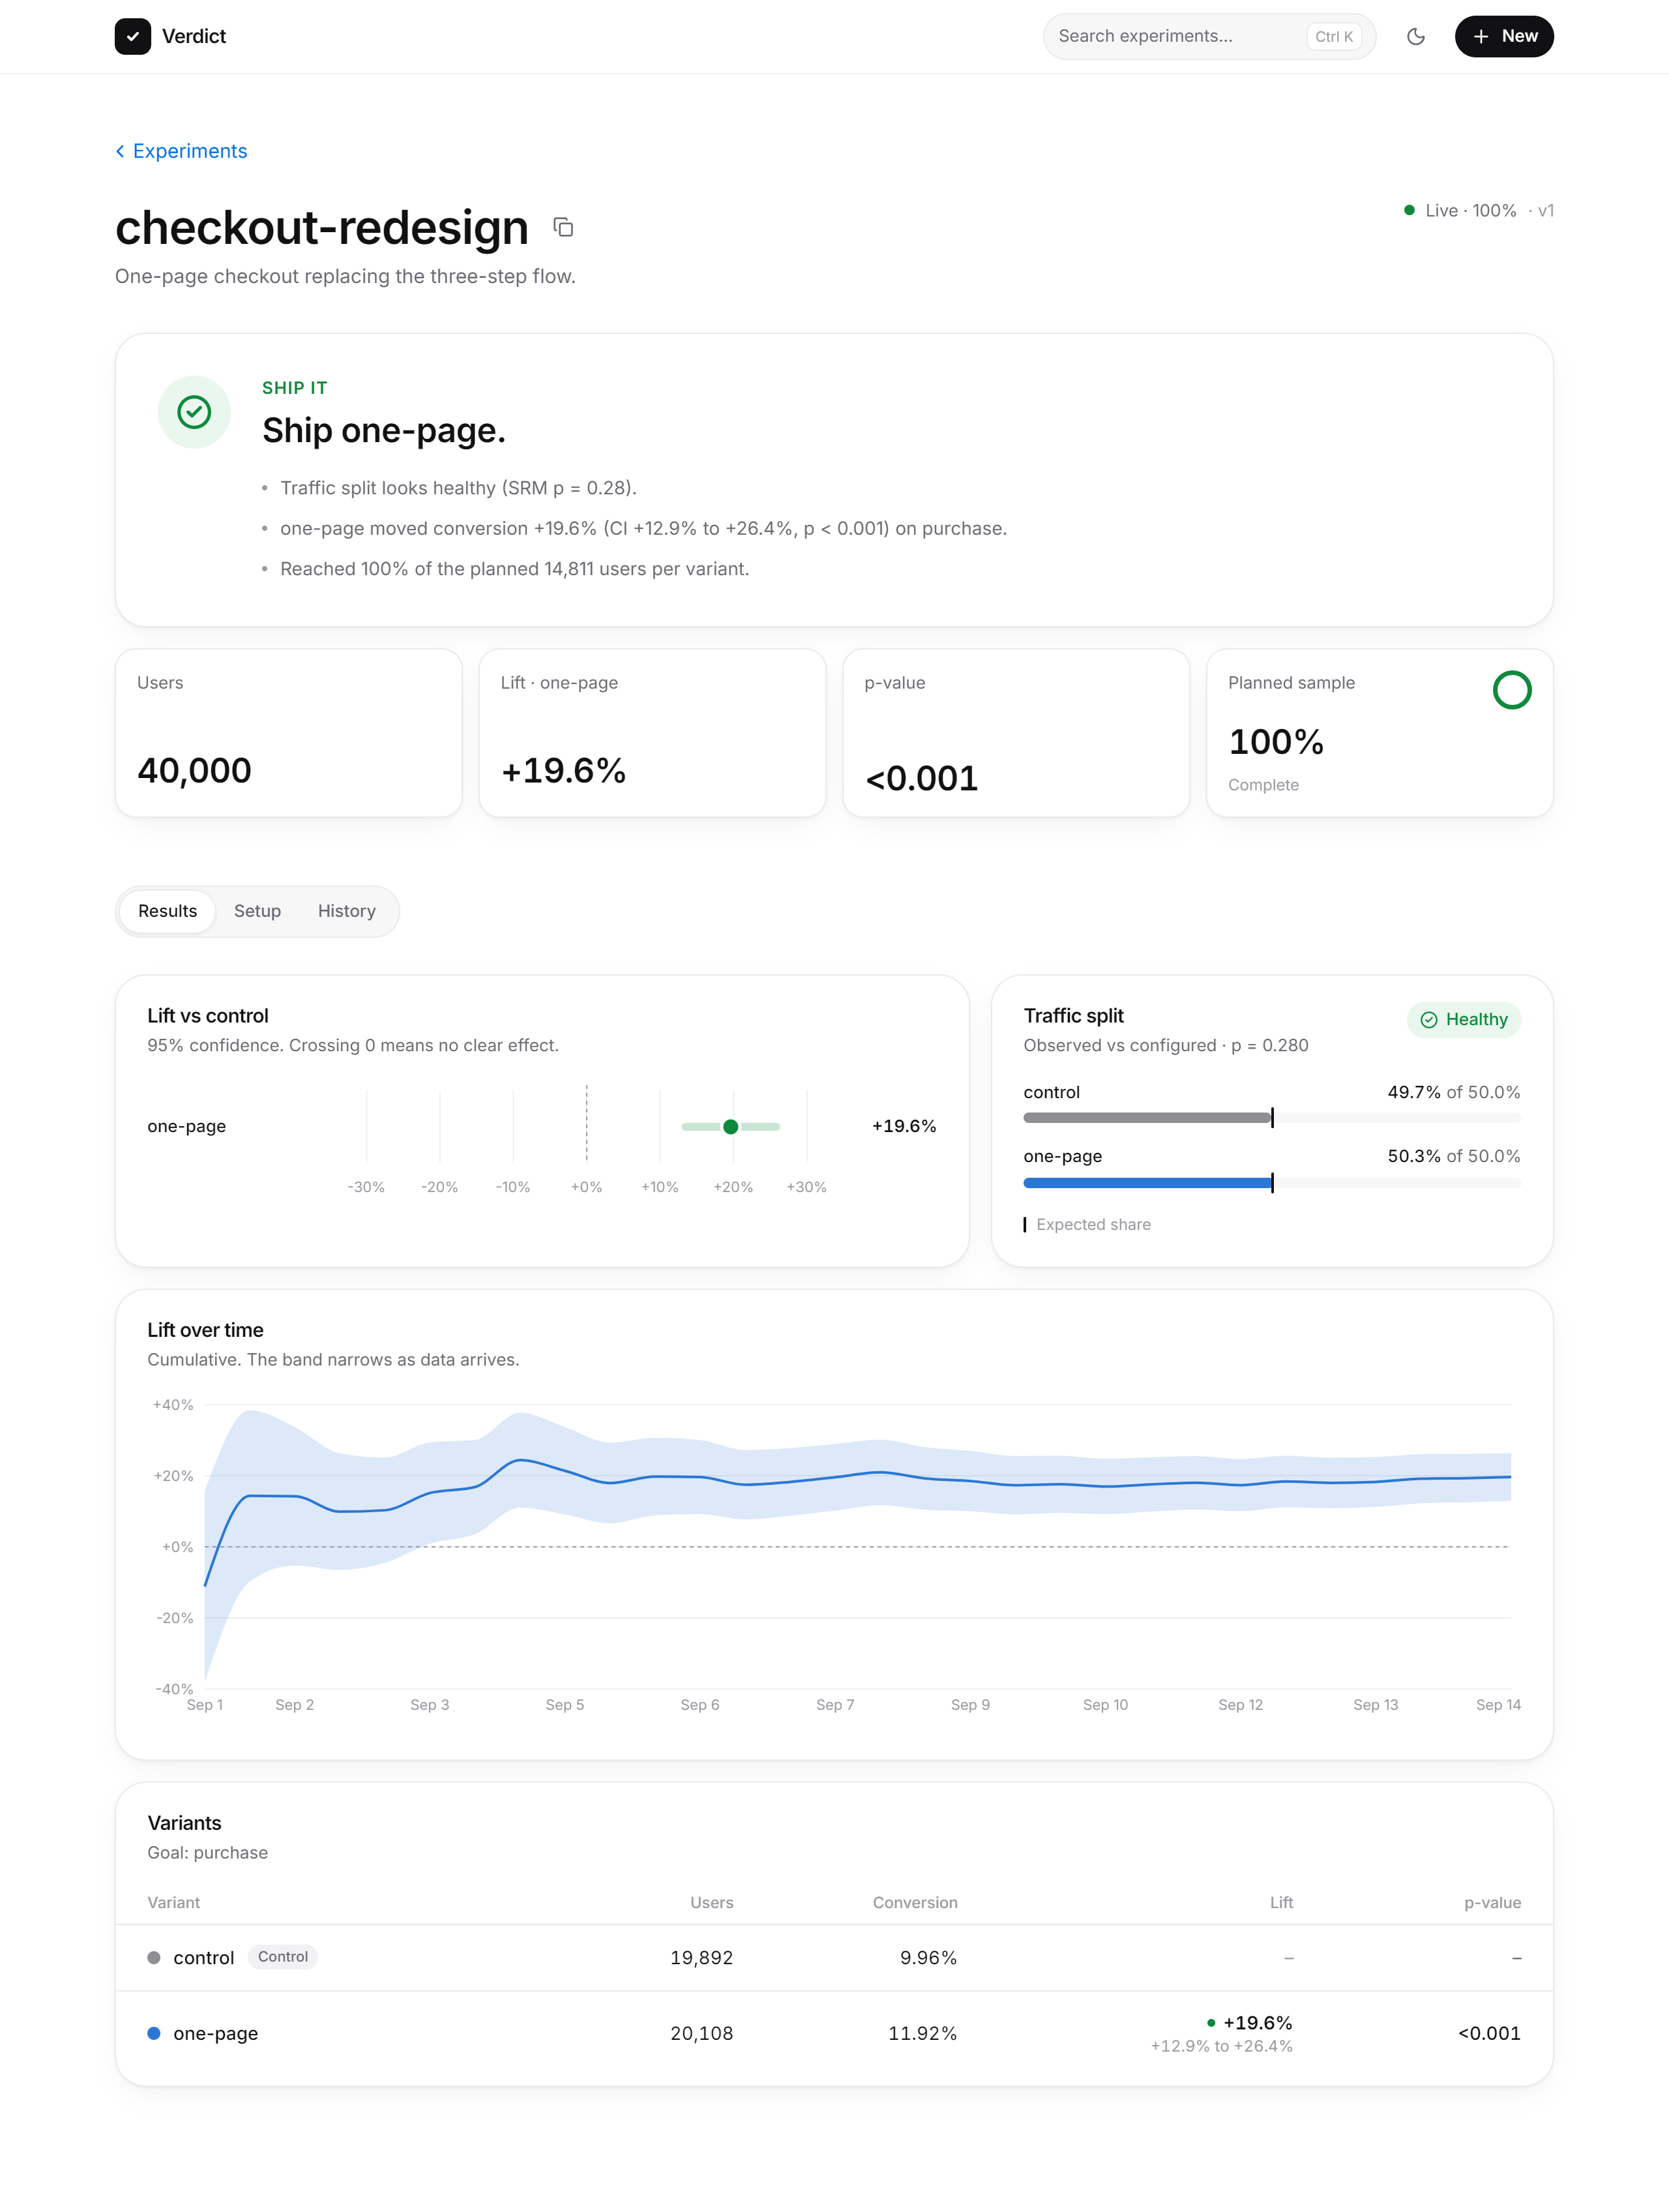 Verdict
Search experiments...
Ctrl K
New
Experiments
checkout-redesign
Live · 100% · v1
One-page checkout replacing the three-step flow.
SHIP IT
Ship one-page.
• Traffic split looks healthy (SRM p = 0.28).
• one-page moved conversion +19.6% (CI +12.9% to +26.4%, p < 0.001) on purchase.
• Reached 100% of the planned 14,811 users per variant.
Users
40,000
Lift · one-page
+19.6%
p-value
<0.001
Planned sample
100%
Complete
Results
Setup
History
Lift vs control
95% confidence. Crossing 0 means no clear effect.
one-page
+19.6%
-30% -20% -10% +0% +10% +20% +30%
Traffic split
Healthy
Observed vs configured · p = 0.280
control
49.7% of 50.0%
one-page
50.3% of 50.0%
Expected share
Lift over time
Cumulative. The band narrows as data arrives.
+40%
+20%
+0%
-20%
-40%
Sep 1 Sep 2 Sep 3 Sep 5 Sep 6 Sep 7 Sep 9 Sep 10 Sep 12 Sep 13 Sep 14
Variants
Goal: purchase
Variant Users Conversion Lift p-value
control Control 19,892 9.96% – –
one-page 20,108 11.92% +19.6% <0.001
+12.9% to +26.4%